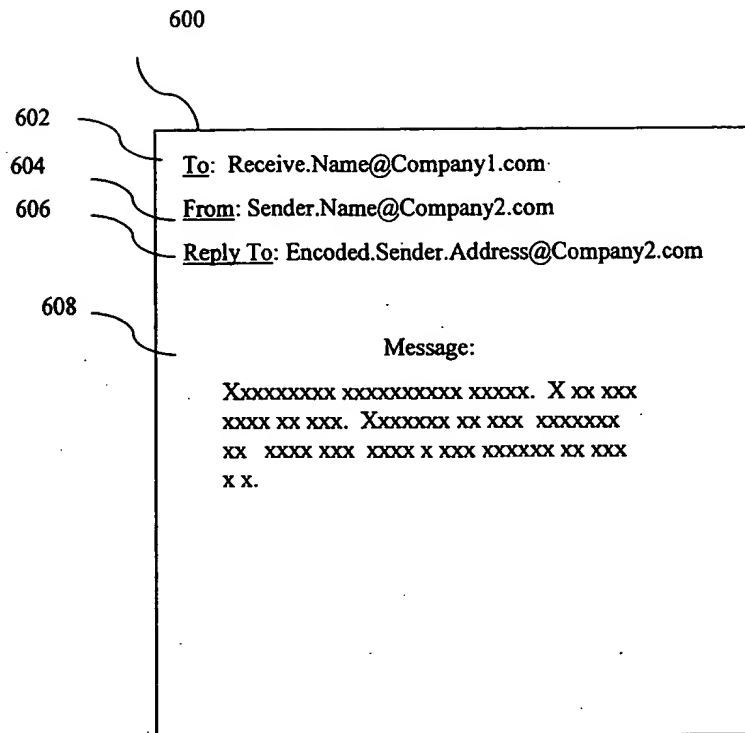 600
602
To: Receive.Name@Company1.com
604
From: Sender.Name@Company2.com
606
Reply To: Encoded.Sender.Address@Company2.com
608
Message:
Xxxxxxxxx xxxxxxxxxx xxxxx. X xx xxx
xxxx xx xxx. Xxxxxxx xx xxx xxxxxxx
xx xxxx xxx xxxx x xxx xxxxxx xx xxx
x x.